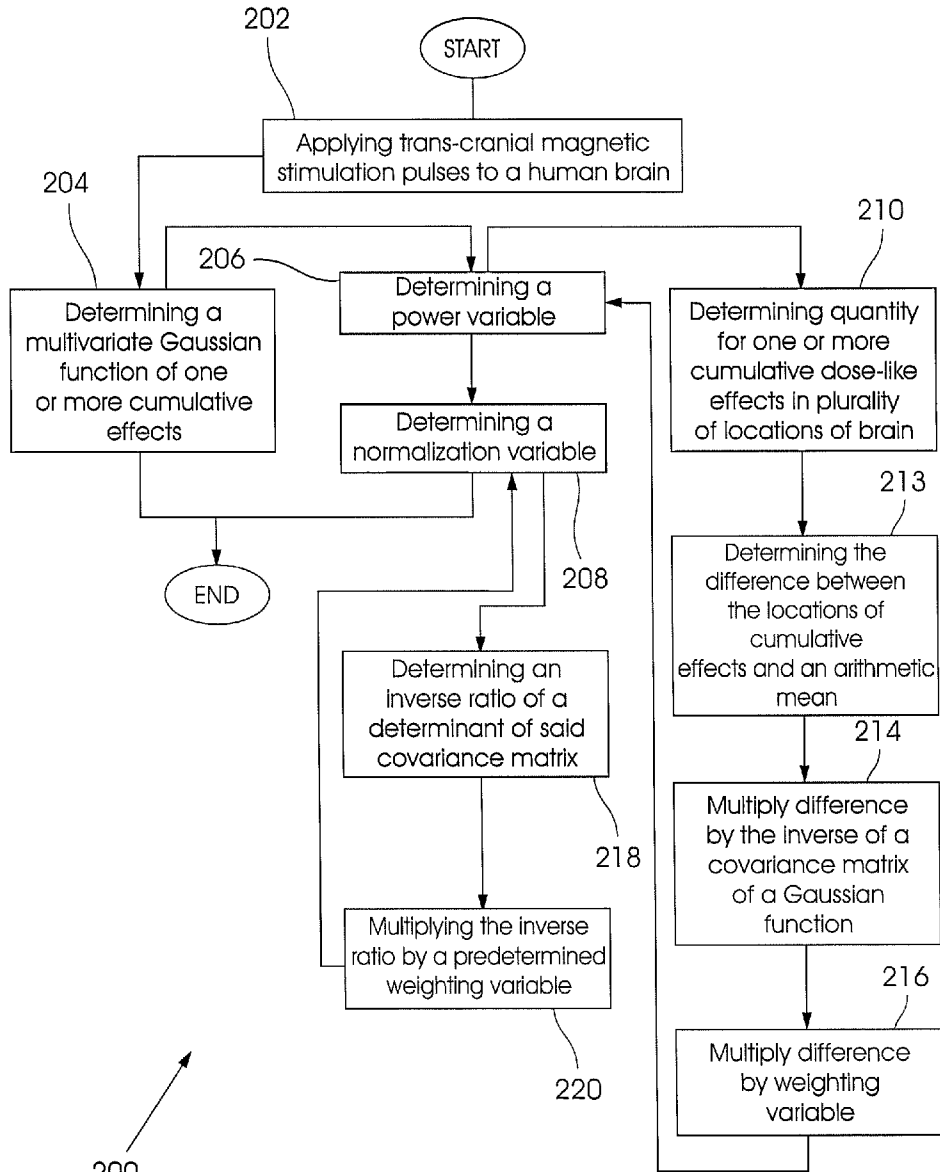 202
START
Applying trans-cranial magnetic
stimulation pulses to a human brain
204
210
206
Determining a
multivariate Gaussian
function of one
or more cumulative
effects
Determining a
power variable
Determining quantity
for one or more
cumulative dose-like
effects in plurality
of locations of brain
Determining a
normalization variable
208
213
END
Determining the
difference between
the locations of
cumulative
effects and an arithmetic
mean
Determining an
inverse ratio of a
determinant of said
covariance matrix
218
214
Multiply difference
by the inverse of a
covariance matrix
of a Gaussian
function
Multiplying the inverse
ratio by a predetermined
weighting variable
220
216
Multiply difference
by weighting
variable
200